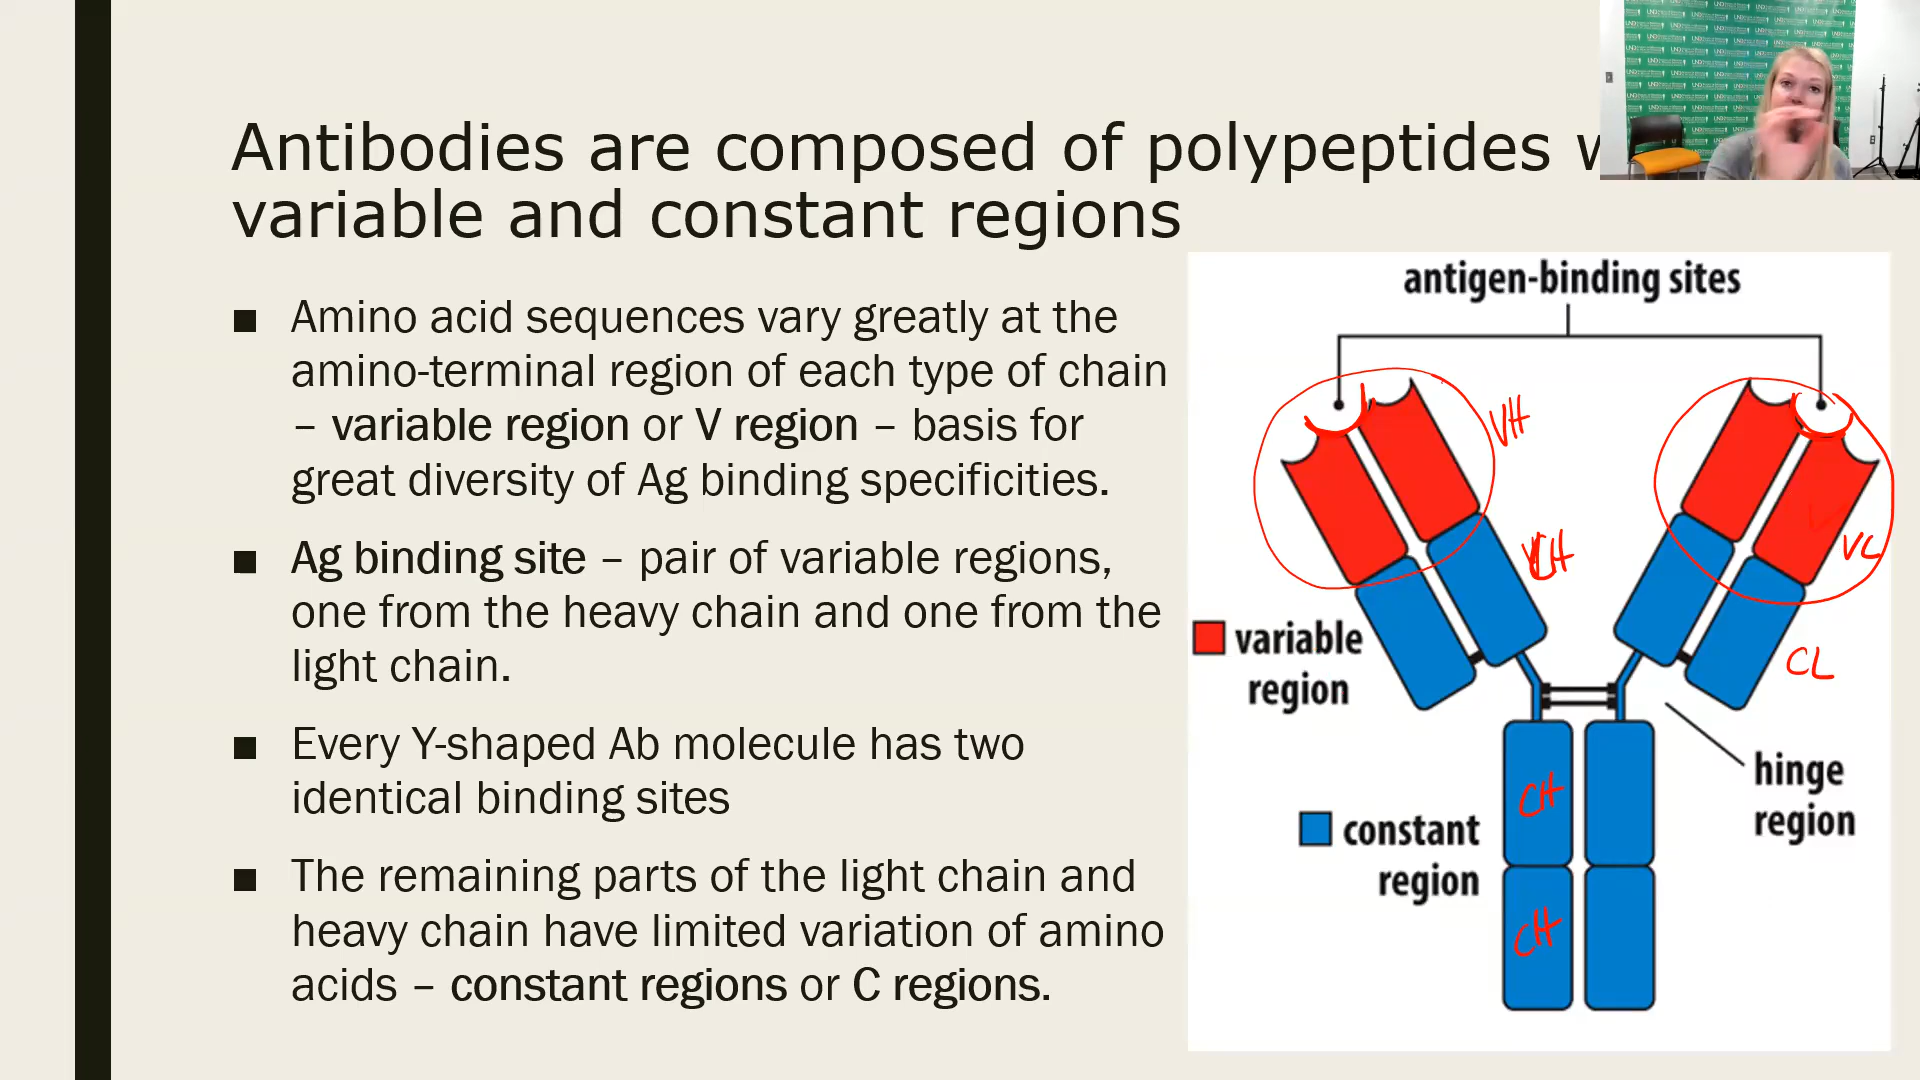 Antibodies are composed of polypeptides
variable and constant regions
■ Amino acid sequences vary greatly at the
amino-terminal region of each type of chain
– variable region or V region – basis for
great diversity of Ag binding specificities.
■ Ag binding site – pair of variable regions,
one from the heavy chain and one from the
light chain.
■ Every Y-shaped Ab molecule has two
identical binding sites
■ The remaining parts of the light chain and
heavy chain have limited variation of amino
acids – constant regions or C regions.
antigen-binding sites
VH
CH
VL
CL
variable
region
hinge
region
constant
region
CH
CH